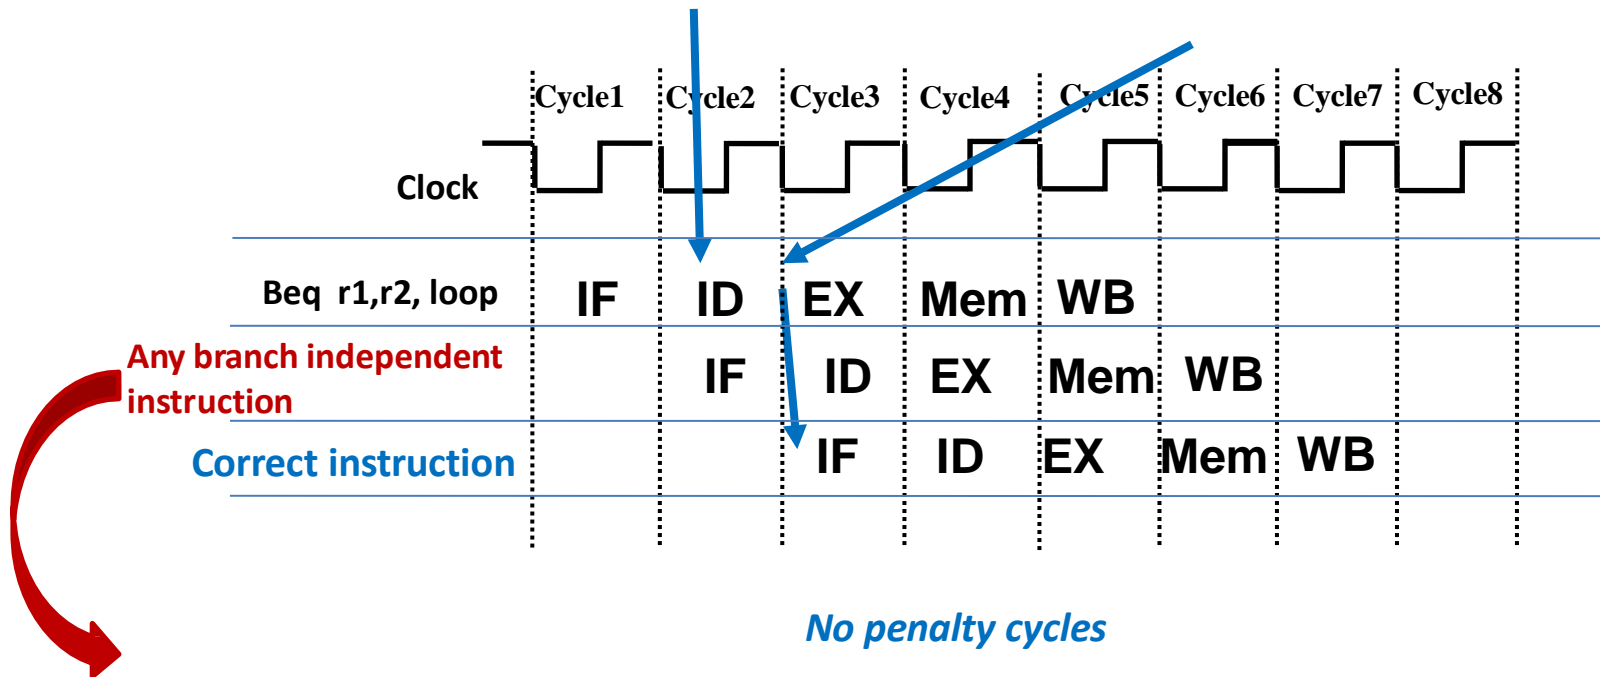 Cycle1 Cycle2 Cycle3 Cycle4 Cycle5 Cycle6 Cycle7 Cycle8
Clock
Beq r1,r2, loop IF ID EX Mem WB
Any branch independent
instruction IF ID EX Mem WB
Correct instruction IF ID EX Mem WB
No penalty cycles